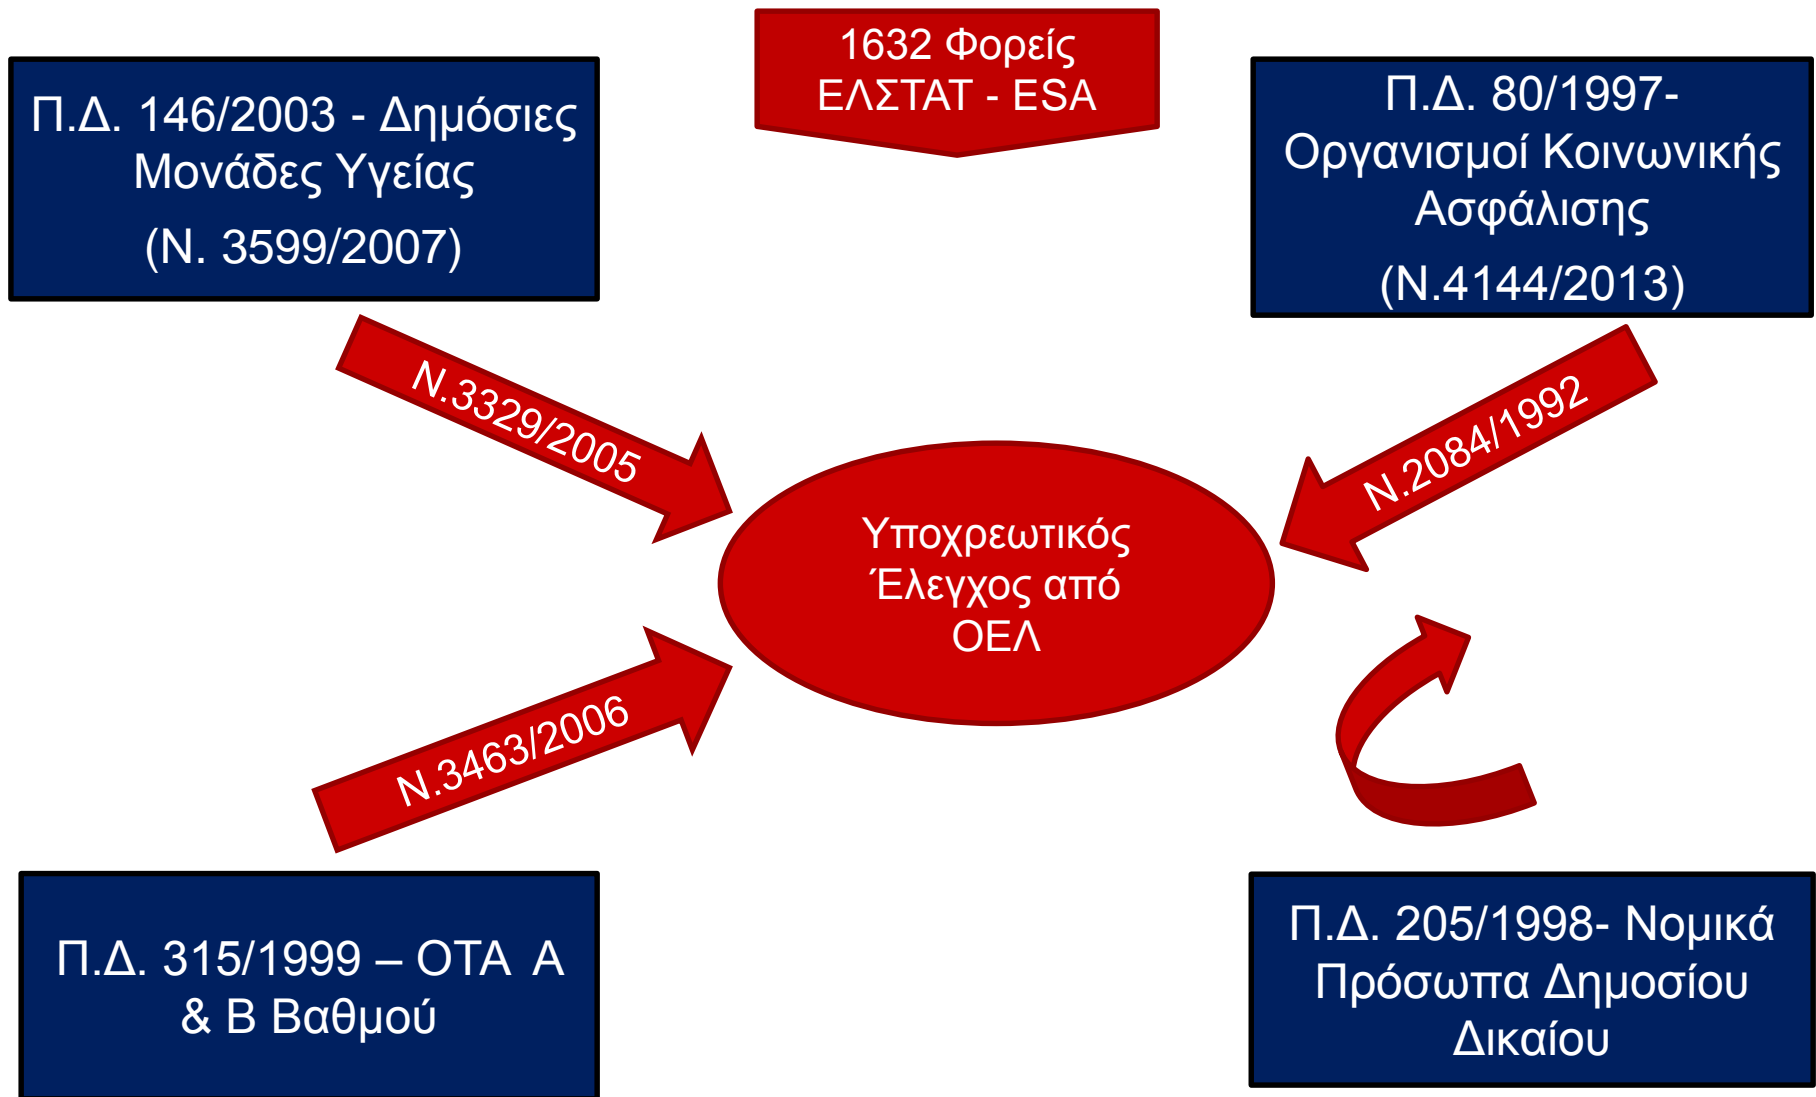 1632 Φορείς
ΕΛΣΤΑΤ - ESA
Π.Δ. 146/2003 - Δημόσιες
Μονάδες Υγείας
(Ν. 3599/2007)
Π.Δ. 80/1997-
Οργανισμοί Κοινωνικής
Ασφάλισης
(Ν.4144/2013)
Ν.3329/2005
Ν.2084/1992
Υποχρεωτικός
Έλεγχος από
ΟΕΛ
Ν.3463/2006
Π.Δ. 315/1999 – ΟΤΑ Α
& Β Βαθμού
Π.Δ. 205/1998- Νομικά
Πρόσωπα Δημοσίου
Δικαίου